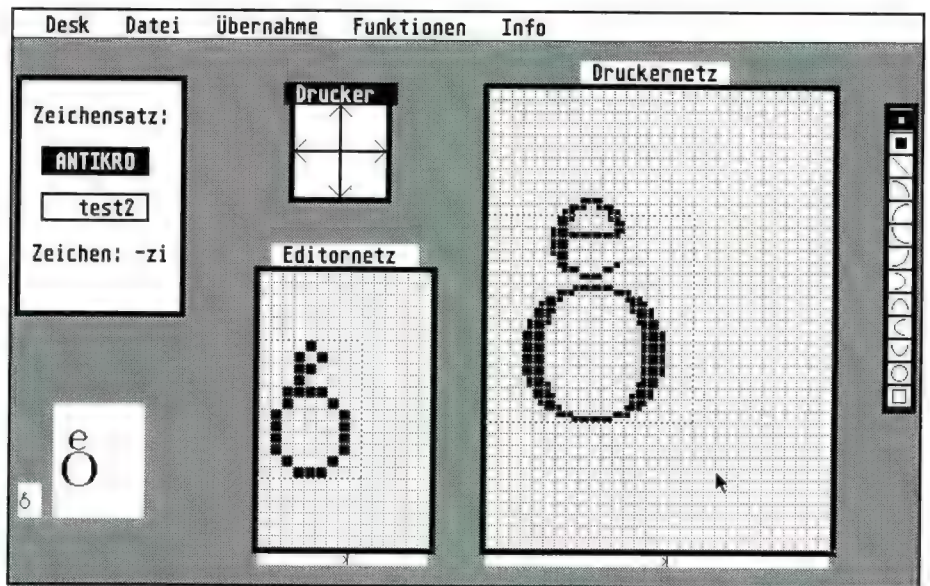 Desk Datei Übernahme Funktionen Info
Druckernetz
Drucker
Zeichensatz:
ANTIKRO
test2
Zeichen: ¬zi
Editornetz